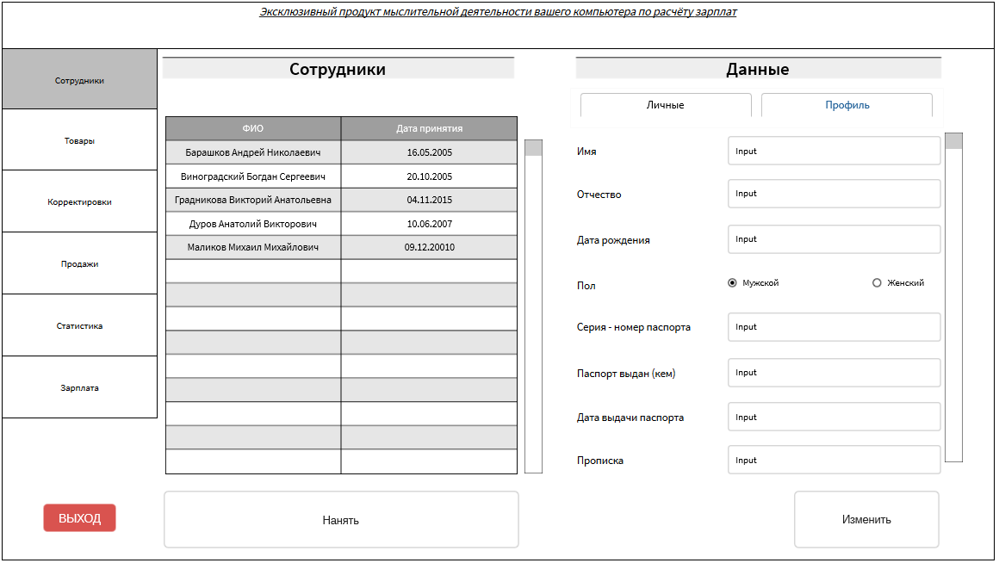 Эксклюзивный продукт мыслительной деятельности вашего компьютера по расчёту зарплат
Сотрудники
Товары
Корректировки
Продажи
Статистика
Зарплата
ВЫХОД
Сотрудники
ФИО Дата принятия
Барашков Андрей Николаевич 16.05.2005
Виноградский Богдан Сергеевич 20.10.2005
Градникова Викторий Анатольевна 04.11.2015
Дуров Анатолий Викторович 10.06.2007
Маликов Михаил Михайлович 09.12.20010
Нанять
Данные
Личные Профиль
Имя Input
Отчество Input
Дата рождения Input
Пол Мужской Женский
Серия - номер паспорта Input
Паспорт выдан (кем) Input
Дата выдачи паспорта Input
Прописка Input
Изменить